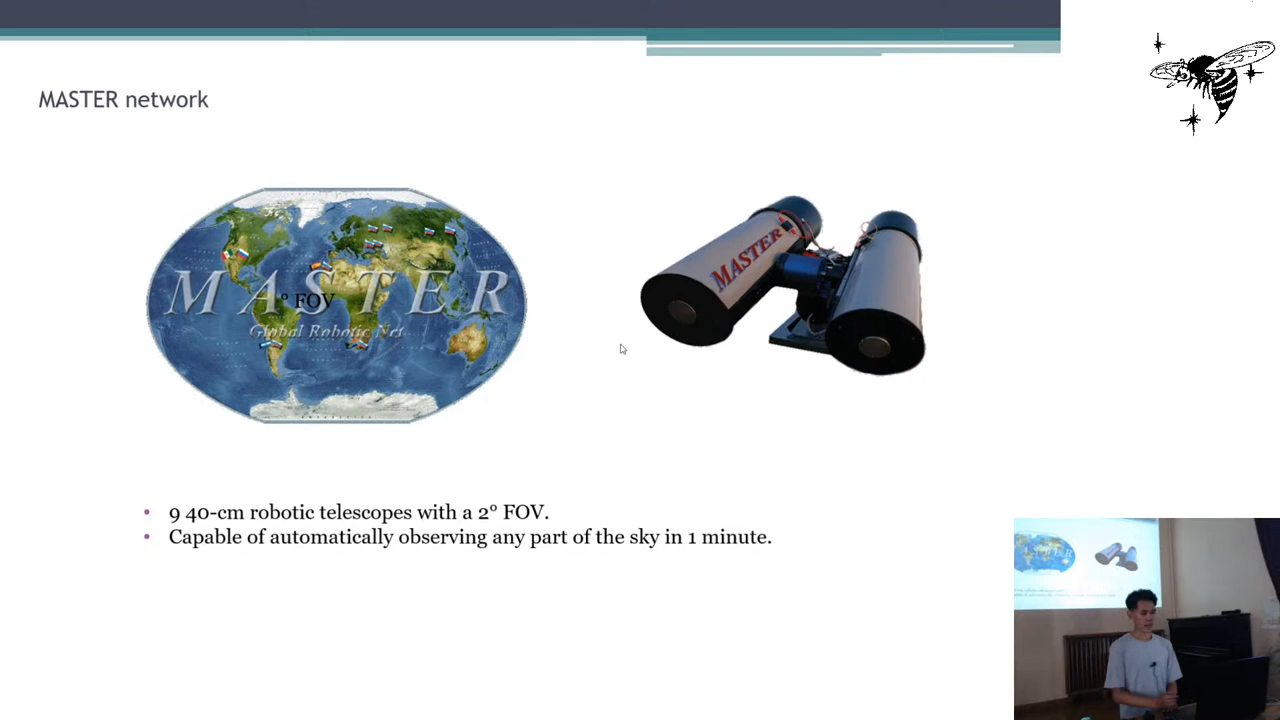 MASTER network
MASTER
° FOV
Global Robotic Net
MASTER
• 9 40-cm robotic telescopes with a 2° FOV.
• Capable of automatically observing any part of the sky in 1 minute.